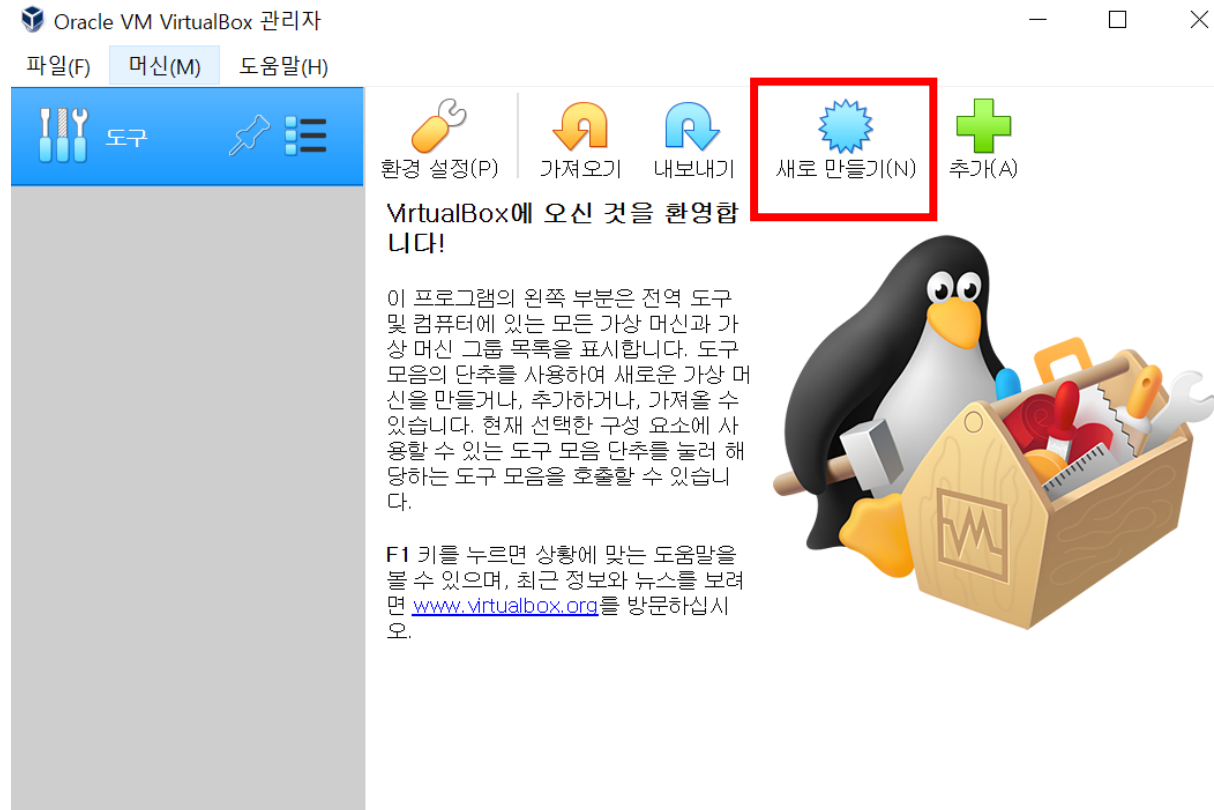 Oracle VM VirtualBox 관리자
파일(F) 머신(M) 도움말(H)
도구
환경 설정(P) 가져오기 내보내기 새로 만들기(N) 추가(A)
VirtualBox에 오신 것을 환영합
니다!
이 프로그램의 왼쪽 부분은 전역 도구
및 컴퓨터에 있는 모든 가상 머신과 가
상 머신 그룹 목록을 표시합니다. 도구
모음의 단추를 사용하여 새로운 가상 머
신을 만들거나, 추가하거나, 가져올 수
있습니다. 현재 선택한 구성 요소에 사
용할 수 있는 도구 모음 단추를 눌러 해
당하는 도구 모음을 호출할 수 있습니
다.
F1 키를 누르면 상황에 맞는 도움말을
볼 수 있으며, 최근 정보와 뉴스를 보려
면 www.virtualbox.org를 방문하십시
오.
VM